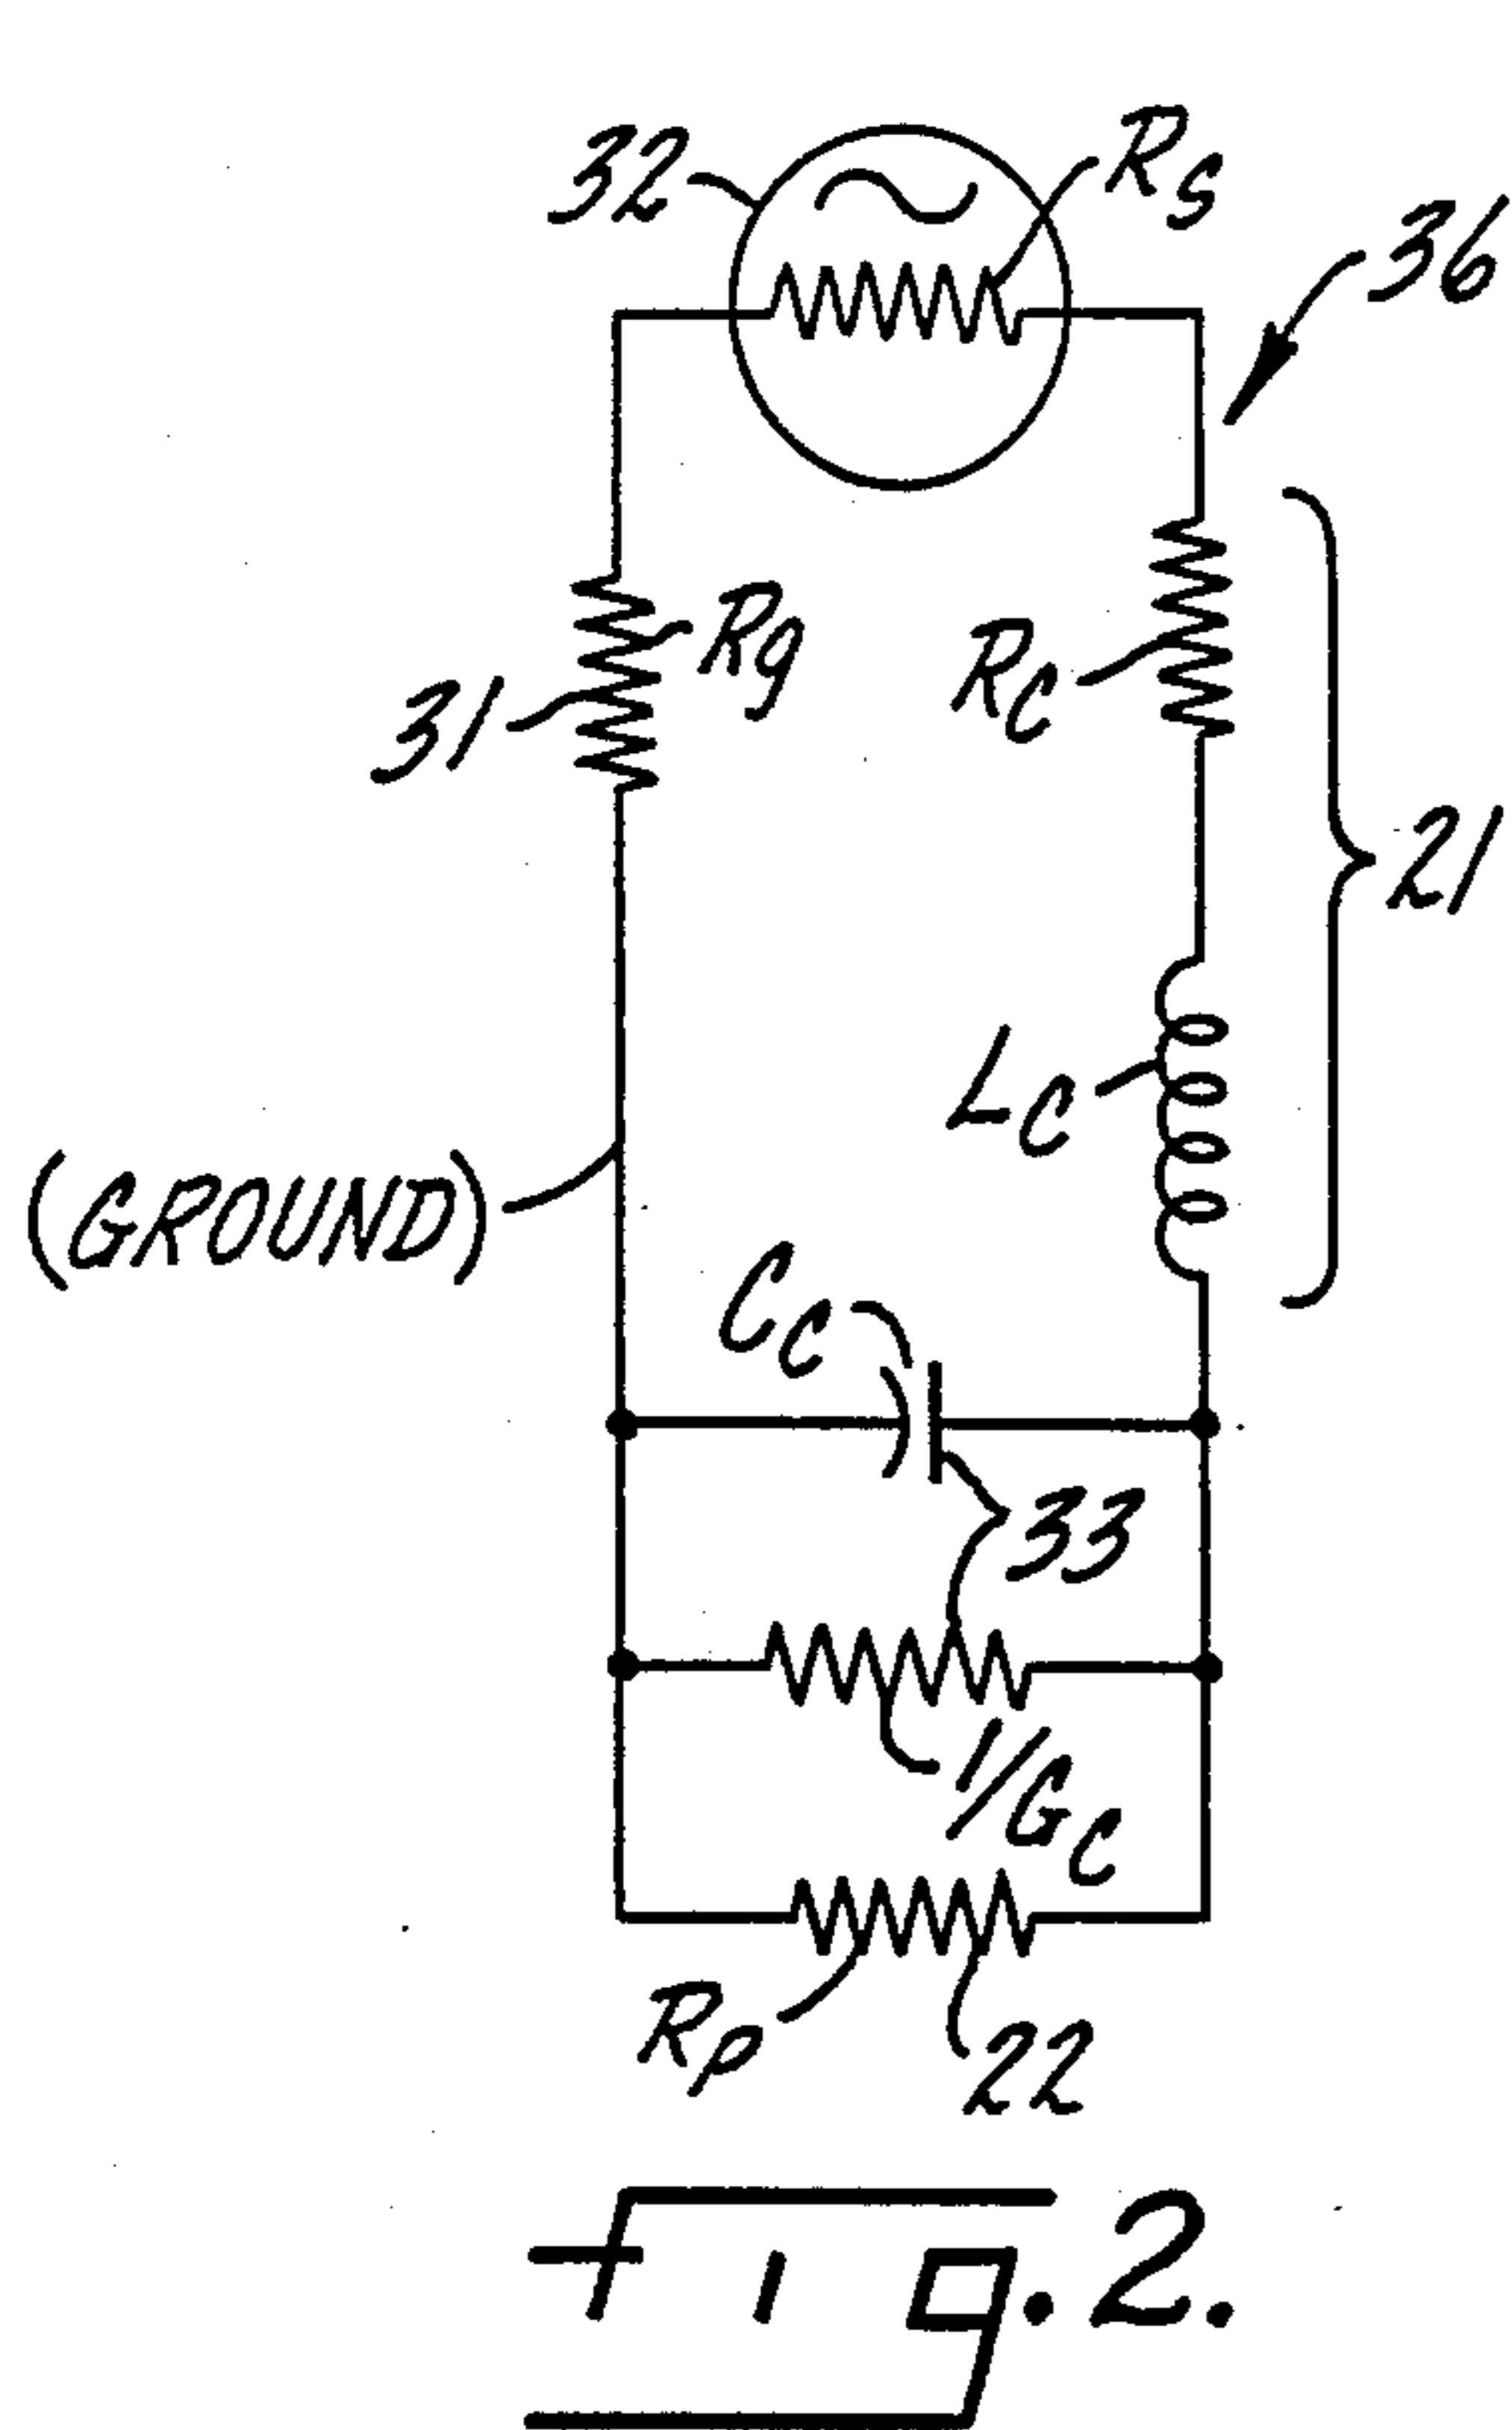 32
Rs
36
Rg
31
Rc
21
Lc
(GROUND)
Cc
33
1/Gc
Rp
22
Fig. 2.